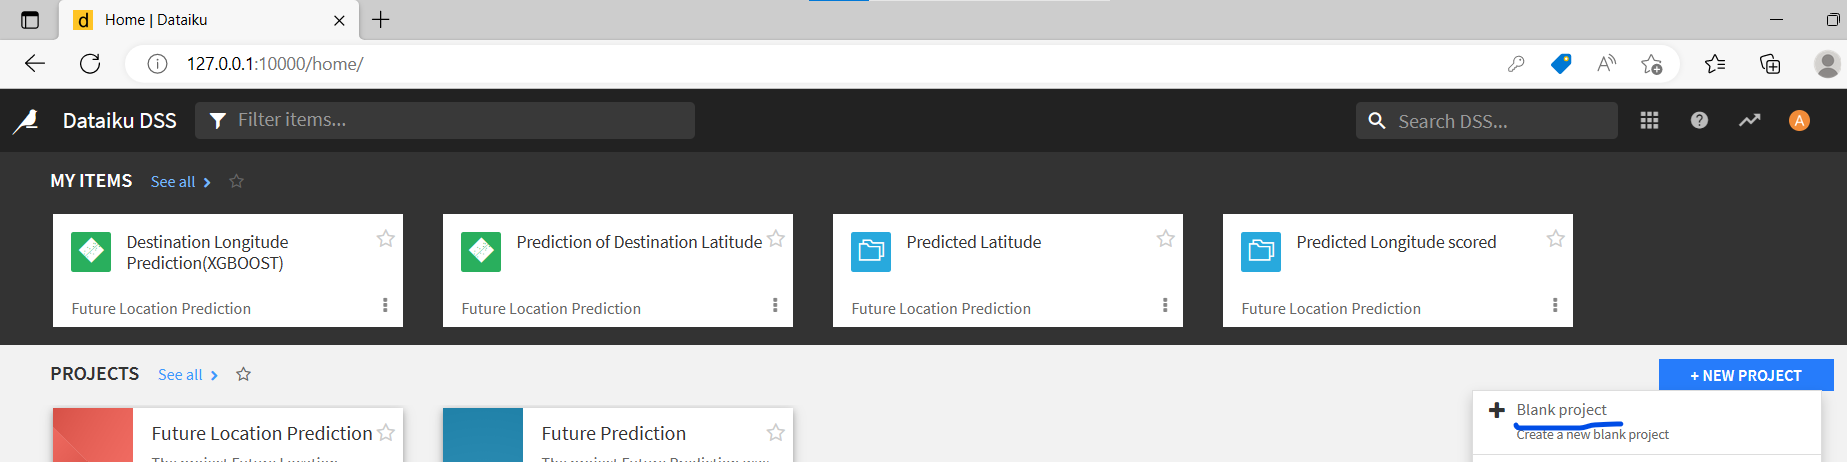 d Home | Dataiku
127.0.0.1:10000/home/
Dataiku DSS Filter items... Search DSS... A
MY ITEMS See all
Destination Longitude
Prediction(XGBOOST)
Future Location Prediction
Prediction of Destination Latitude
Future Location Prediction
Predicted Latitude
Future Location Prediction
Predicted Longitude scored
Future Location Prediction
PROJECTS See all
+ NEW PROJECT
Blank project
Create a new blank project
Future Location Prediction
Future Prediction